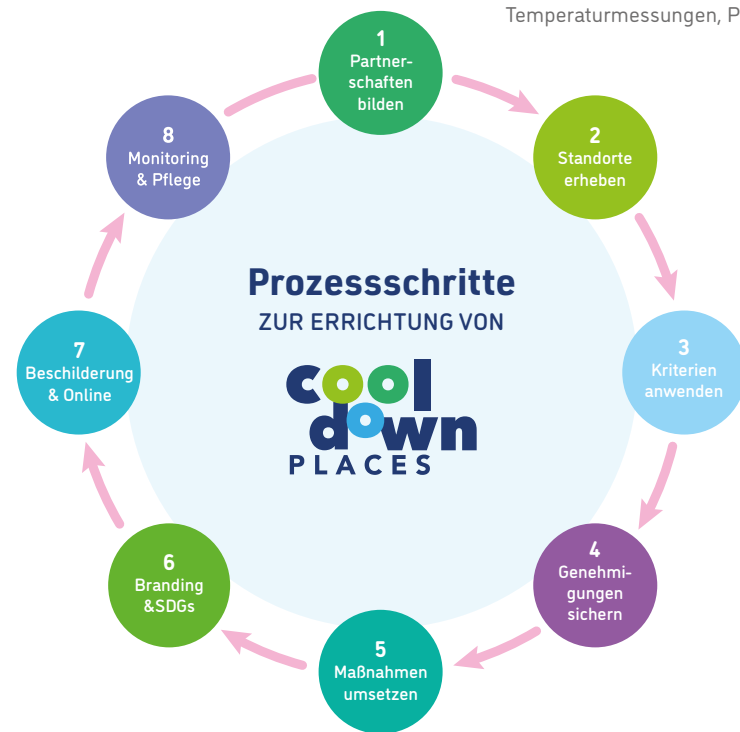 Temperaturmessungen, P
1
Partner-
schaften
bilden
2
Standorte
erheben
3
Kriterien
anwenden
4
Genehmi-
gungen
sichern
5
Maßnahmen
umsetzen
6
Branding
&SDGs
7
Beschilderung
& Online
8
Monitoring
& Pflege
Prozessschritte
ZUR ERRICHTUNG VON
cool
down
PLACES